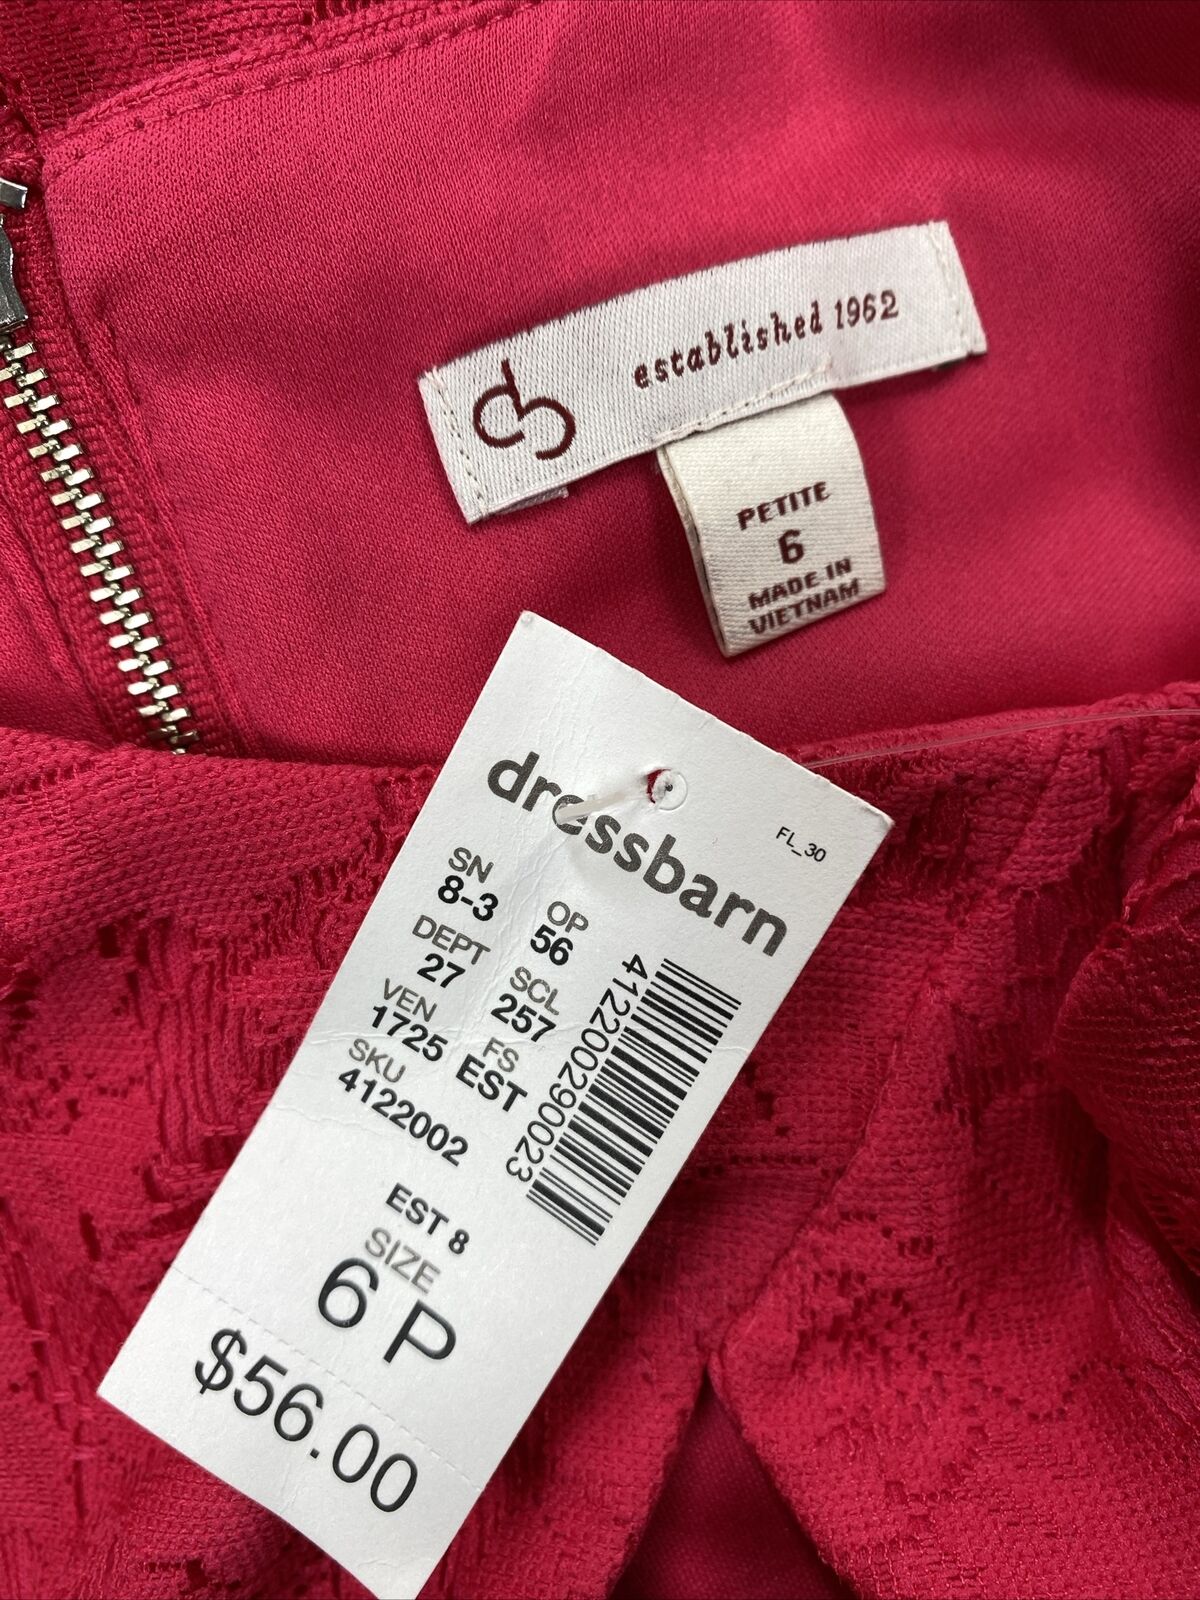 db established 1962
PETITE
6
MADE IN
VIETNAM
dressbarn
FL_30
SN
8-3
OP
56
DEPT
27
SCL
257
VEN
1725
FS
EST
SKU
4122002
412200290023
EST 8
SIZE
6 P
$56.00